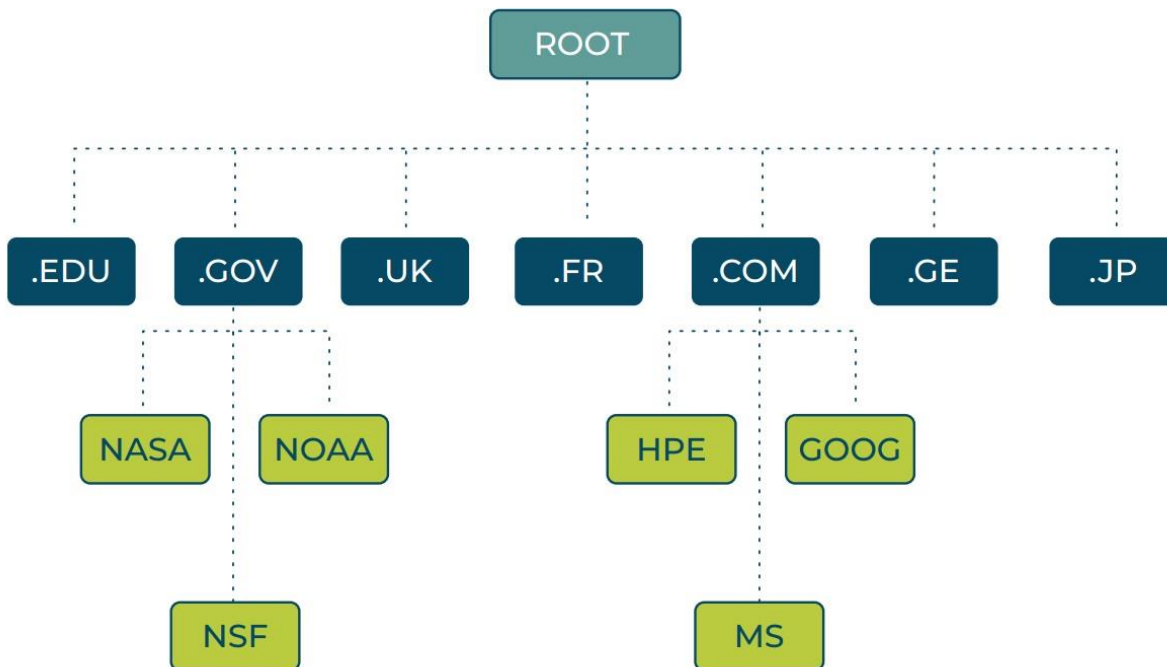 ROOT
.EDU
.GOV
.UK
.FR
.COM
.GE
.JP
NASA
NOAA
HPE
GOOG
NSF
MS